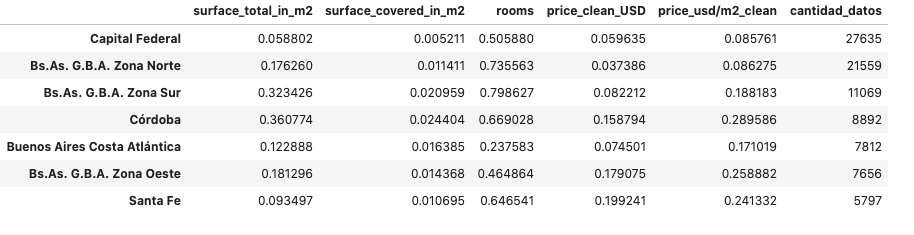 surface_total_in_m2 surface_covered_in_m2 rooms price_clean_USD price_usd/m2_clean cantidad_datos
Capital Federal 0.058802 0.005211 0.505880 0.059635 0.085761 27635
Bs.As. G.B.A. Zona Norte 0.176260 0.011411 0.735563 0.037386 0.086275 21559
Bs.As. G.B.A. Zona Sur 0.323426 0.020959 0.798627 0.082212 0.188183 11069
Córdoba 0.360774 0.024404 0.669028 0.158794 0.289586 8892
Buenos Aires Costa Atlántica 0.122888 0.016385 0.237583 0.074501 0.171019 7812
Bs.As. G.B.A. Zona Oeste 0.181296 0.014368 0.464864 0.179075 0.258882 7656
Santa Fe 0.093497 0.010695 0.646541 0.199241 0.241332 5797